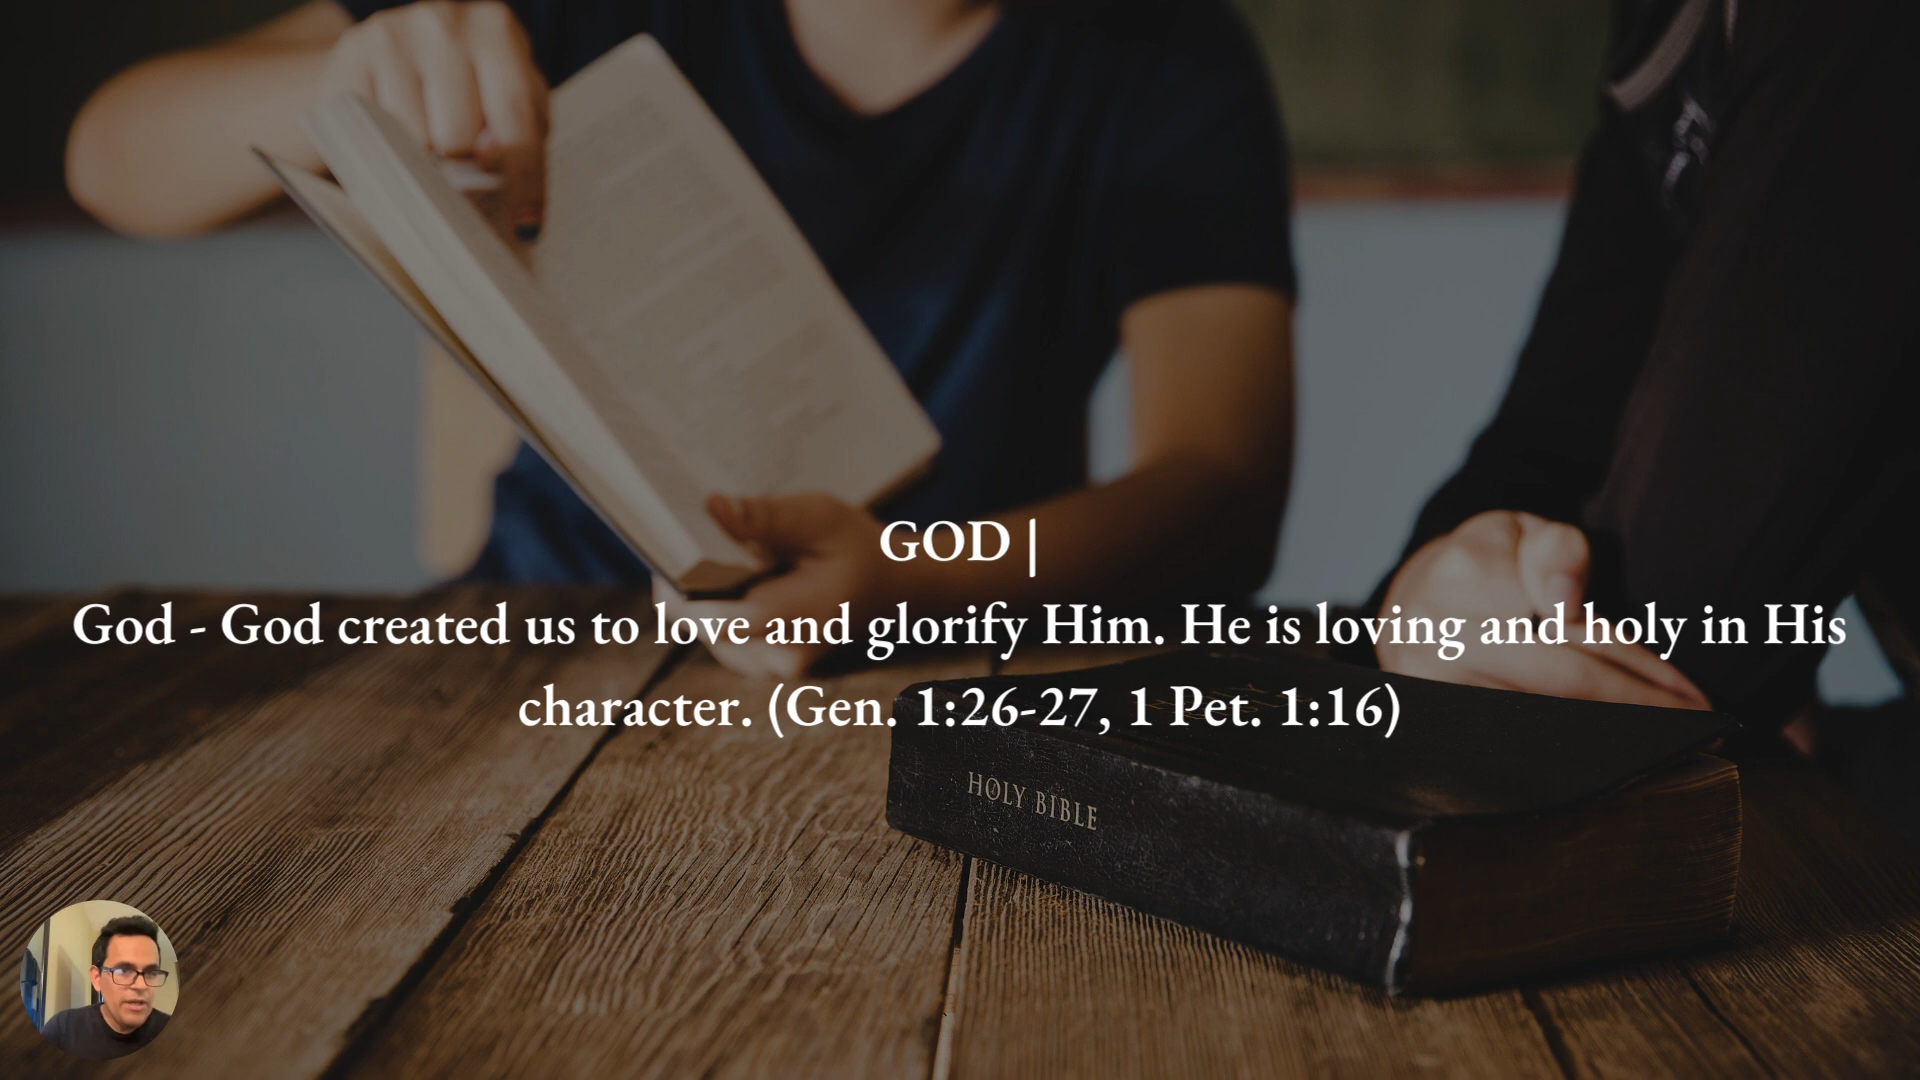 GOD |
God - God created us to love and glorify Him. He is loving and holy in His
character. (Gen. 1:26-27, 1 Pet. 1:16)
HOLY BIBLE